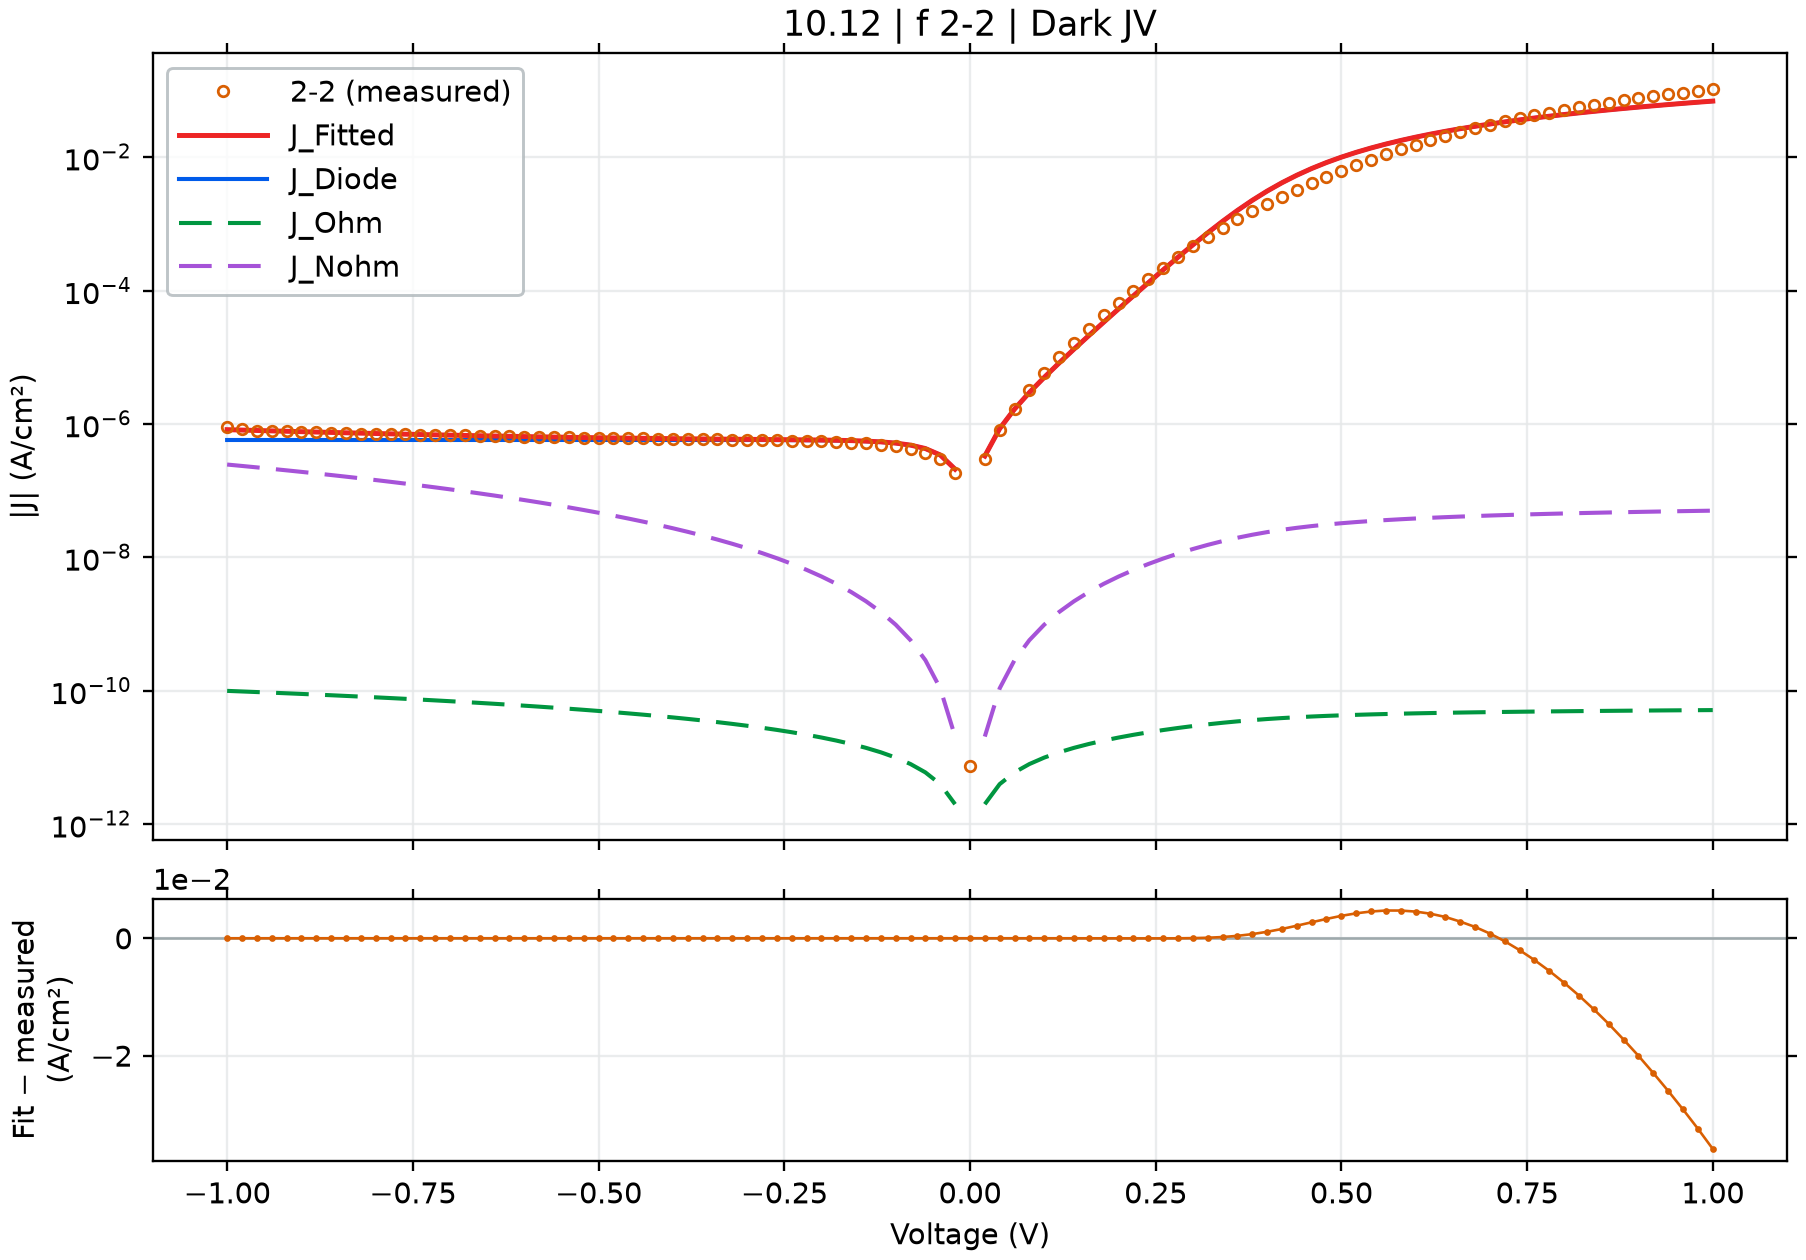 10.12 | f 2-2 | Dark JV
2-2 (measured)
J_Fitted
J_Diode
J_Ohm
J_Nohm
10⁻²
10⁻⁴
10⁻⁶
10⁻⁸
10⁻¹⁰
10⁻¹²
|J| (A/cm²)
1e−2
0
−2
Fit − measured
(A/cm²)
−1.00 −0.75 −0.50 −0.25 0.00 0.25 0.50 0.75 1.00
Voltage (V)